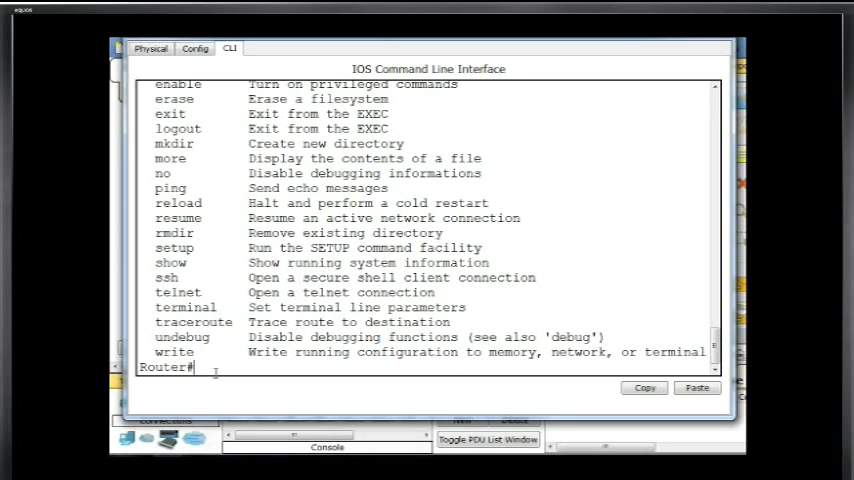 equos
Physical
Config
CLI
IOS Command Line Interface
enable Turn on privileged commands
erase Erase a filesystem
exit Exit from the EXEC
logout Exit from the EXEC
mkdir Create new directory
more Display the contents of a file
no Disable debugging informations
ping Send echo messages
reload Halt and perform a cold restart
resume Resume an active network connection
rmdir Remove existing directory
setup Run the SETUP command facility
show Show running system information
ssh Open a secure shell client connection
telnet Open a telnet connection
terminal Set terminal line parameters
traceroute Trace route to destination
undebug Disable debugging functions (see also 'debug')
write Write running configuration to memory, network, or terminal
Router#
Copy
Paste
Connections
New
Delete
Toggle PDU List Window
Console